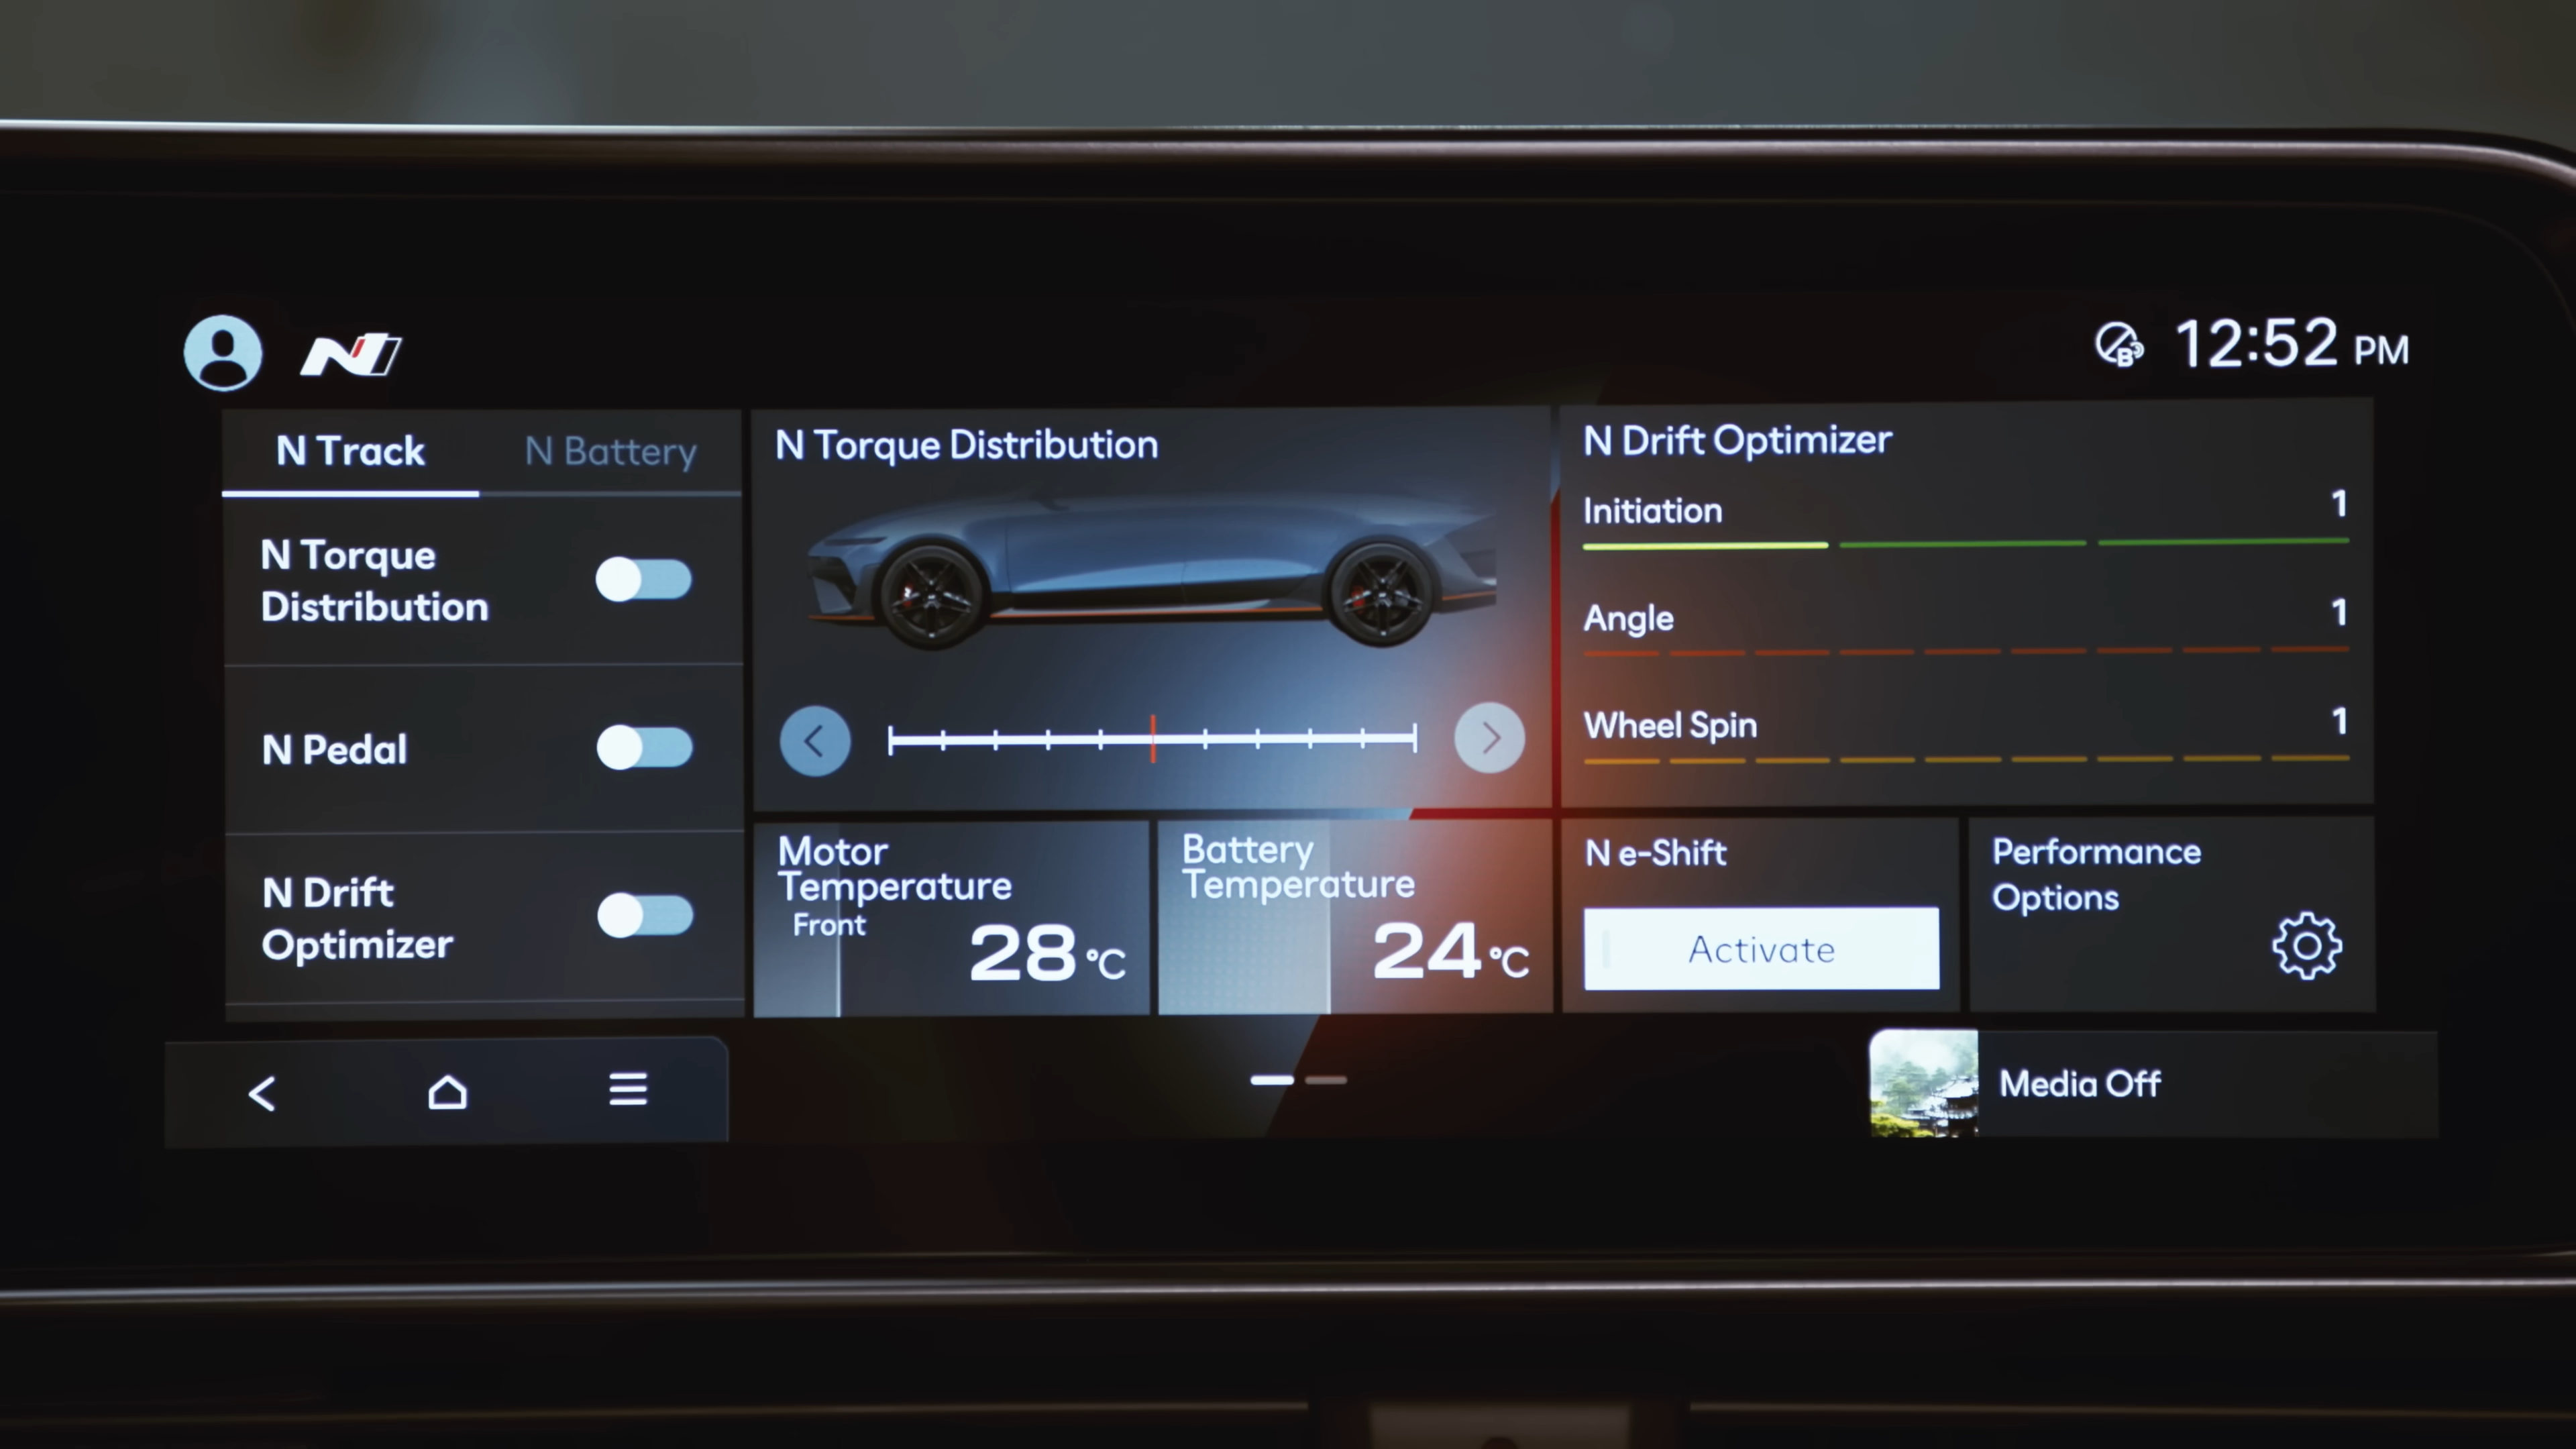 N
12:52 PM
N Track
N Battery
N Torque
Distribution
N Pedal
N Drift
Optimizer
N Torque Distribution
Motor
Temperature
Front
28 °C
Battery
Temperature
24 °C
N Drift Optimizer
Initiation 1
Angle 1
Wheel Spin 1
N e-Shift
Activate
Performance
Options
Media Off